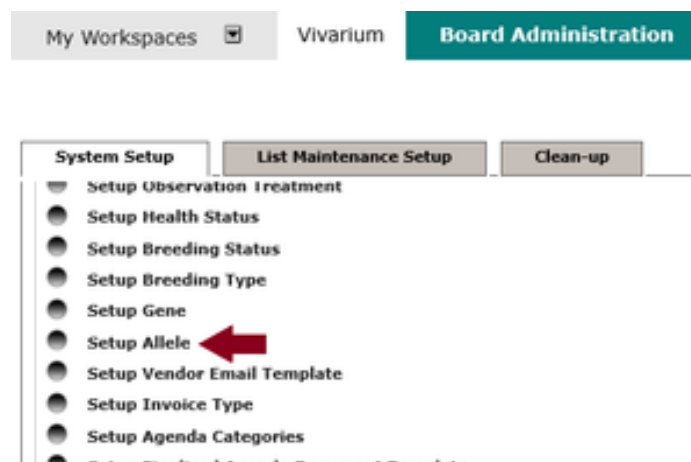 My Workspaces Vivarium Board Administration
System Setup List Maintenance Setup Clean-up
Setup Observation Treatment
Setup Health Status
Setup Breeding Status
Setup Breeding Type
Setup Gene
Setup Allele
Setup Vendor Email Template
Setup Invoice Type
Setup Agenda Categories